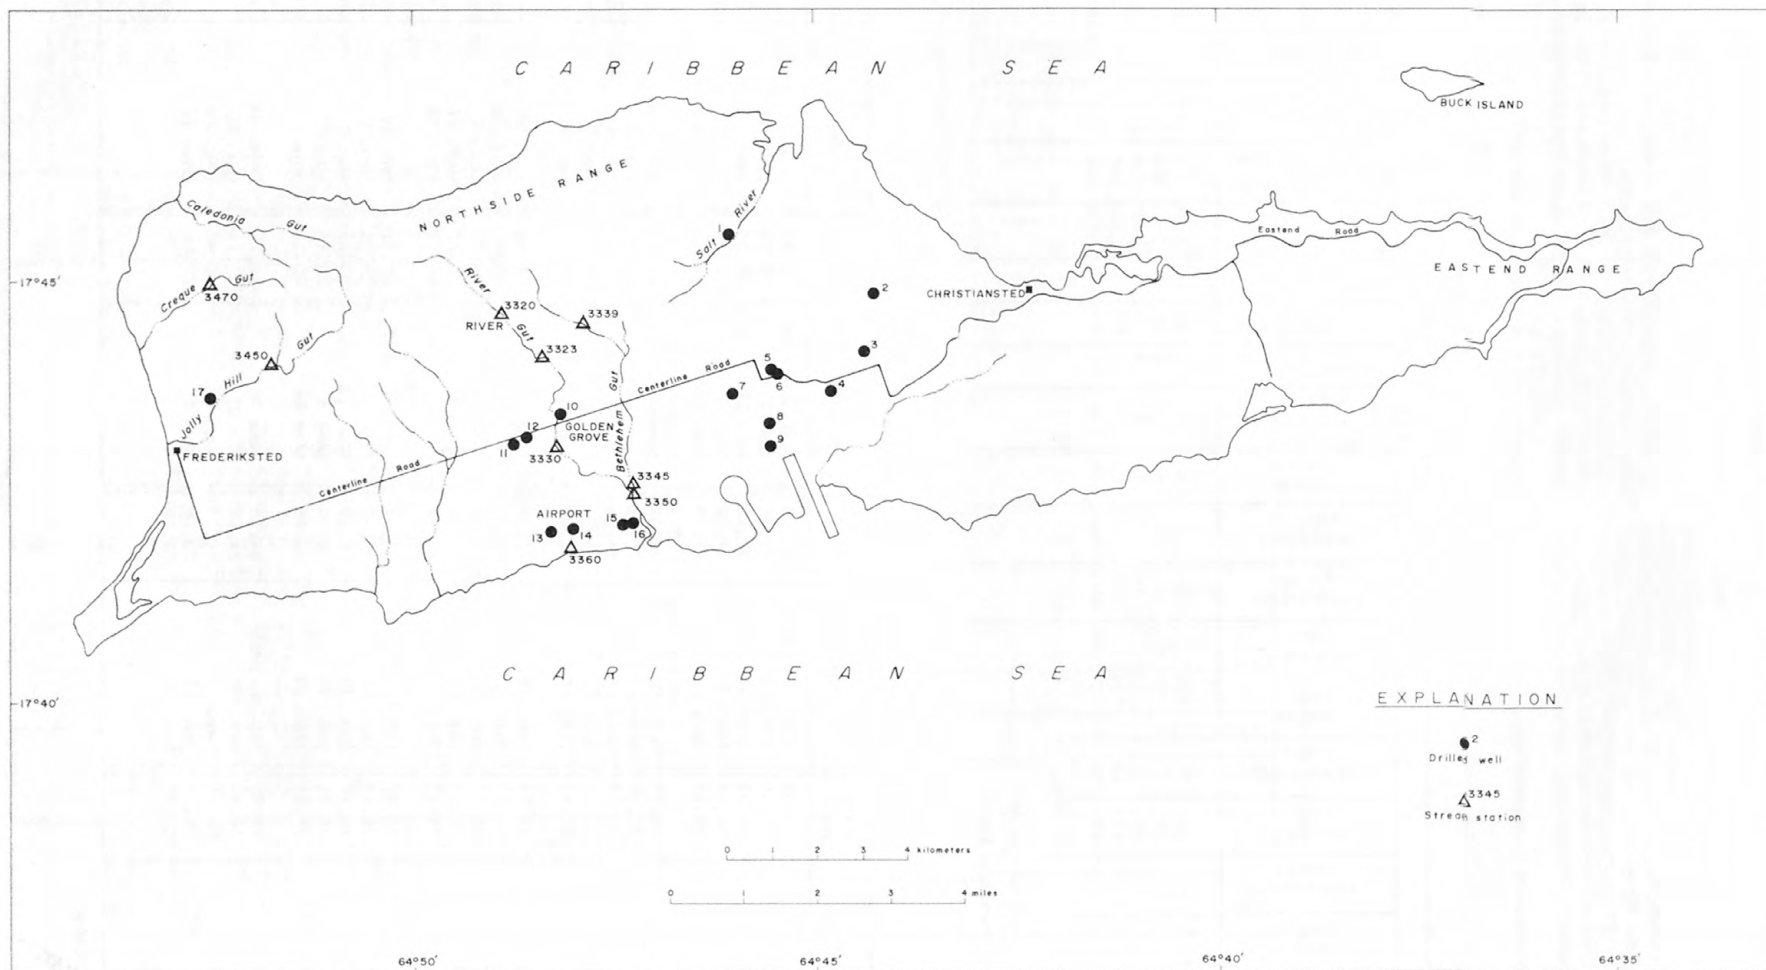 CARIBBEAN SEA
BUCK ISLAND
NORTHSIDE RANGE
Caledonia Gut
Salt River
1
Eastend Road
EASTEND RANGE
17°45'
Creque Gut
3470
River Gut
3320
RIVER
3339
2
CHRISTIANSTED
3323
3450
Jolly Hill Gut
17
3
5
6
Centerline Road
7
4
8
9
10
GOLDEN
GROVE
12
11
3330
Bethlehem Gut
FREDERIKSTED
Centerline Road
3345
3350
AIRPORT
13
14
15
16
3360
CARIBBEAN SEA
17°40'
EXPLANATION
2
Drilled well
3345
Stream station
0 1 2 3 4 kilometers
0 1 2 3 4 miles
64°50'
64°45'
64°40'
64°35'